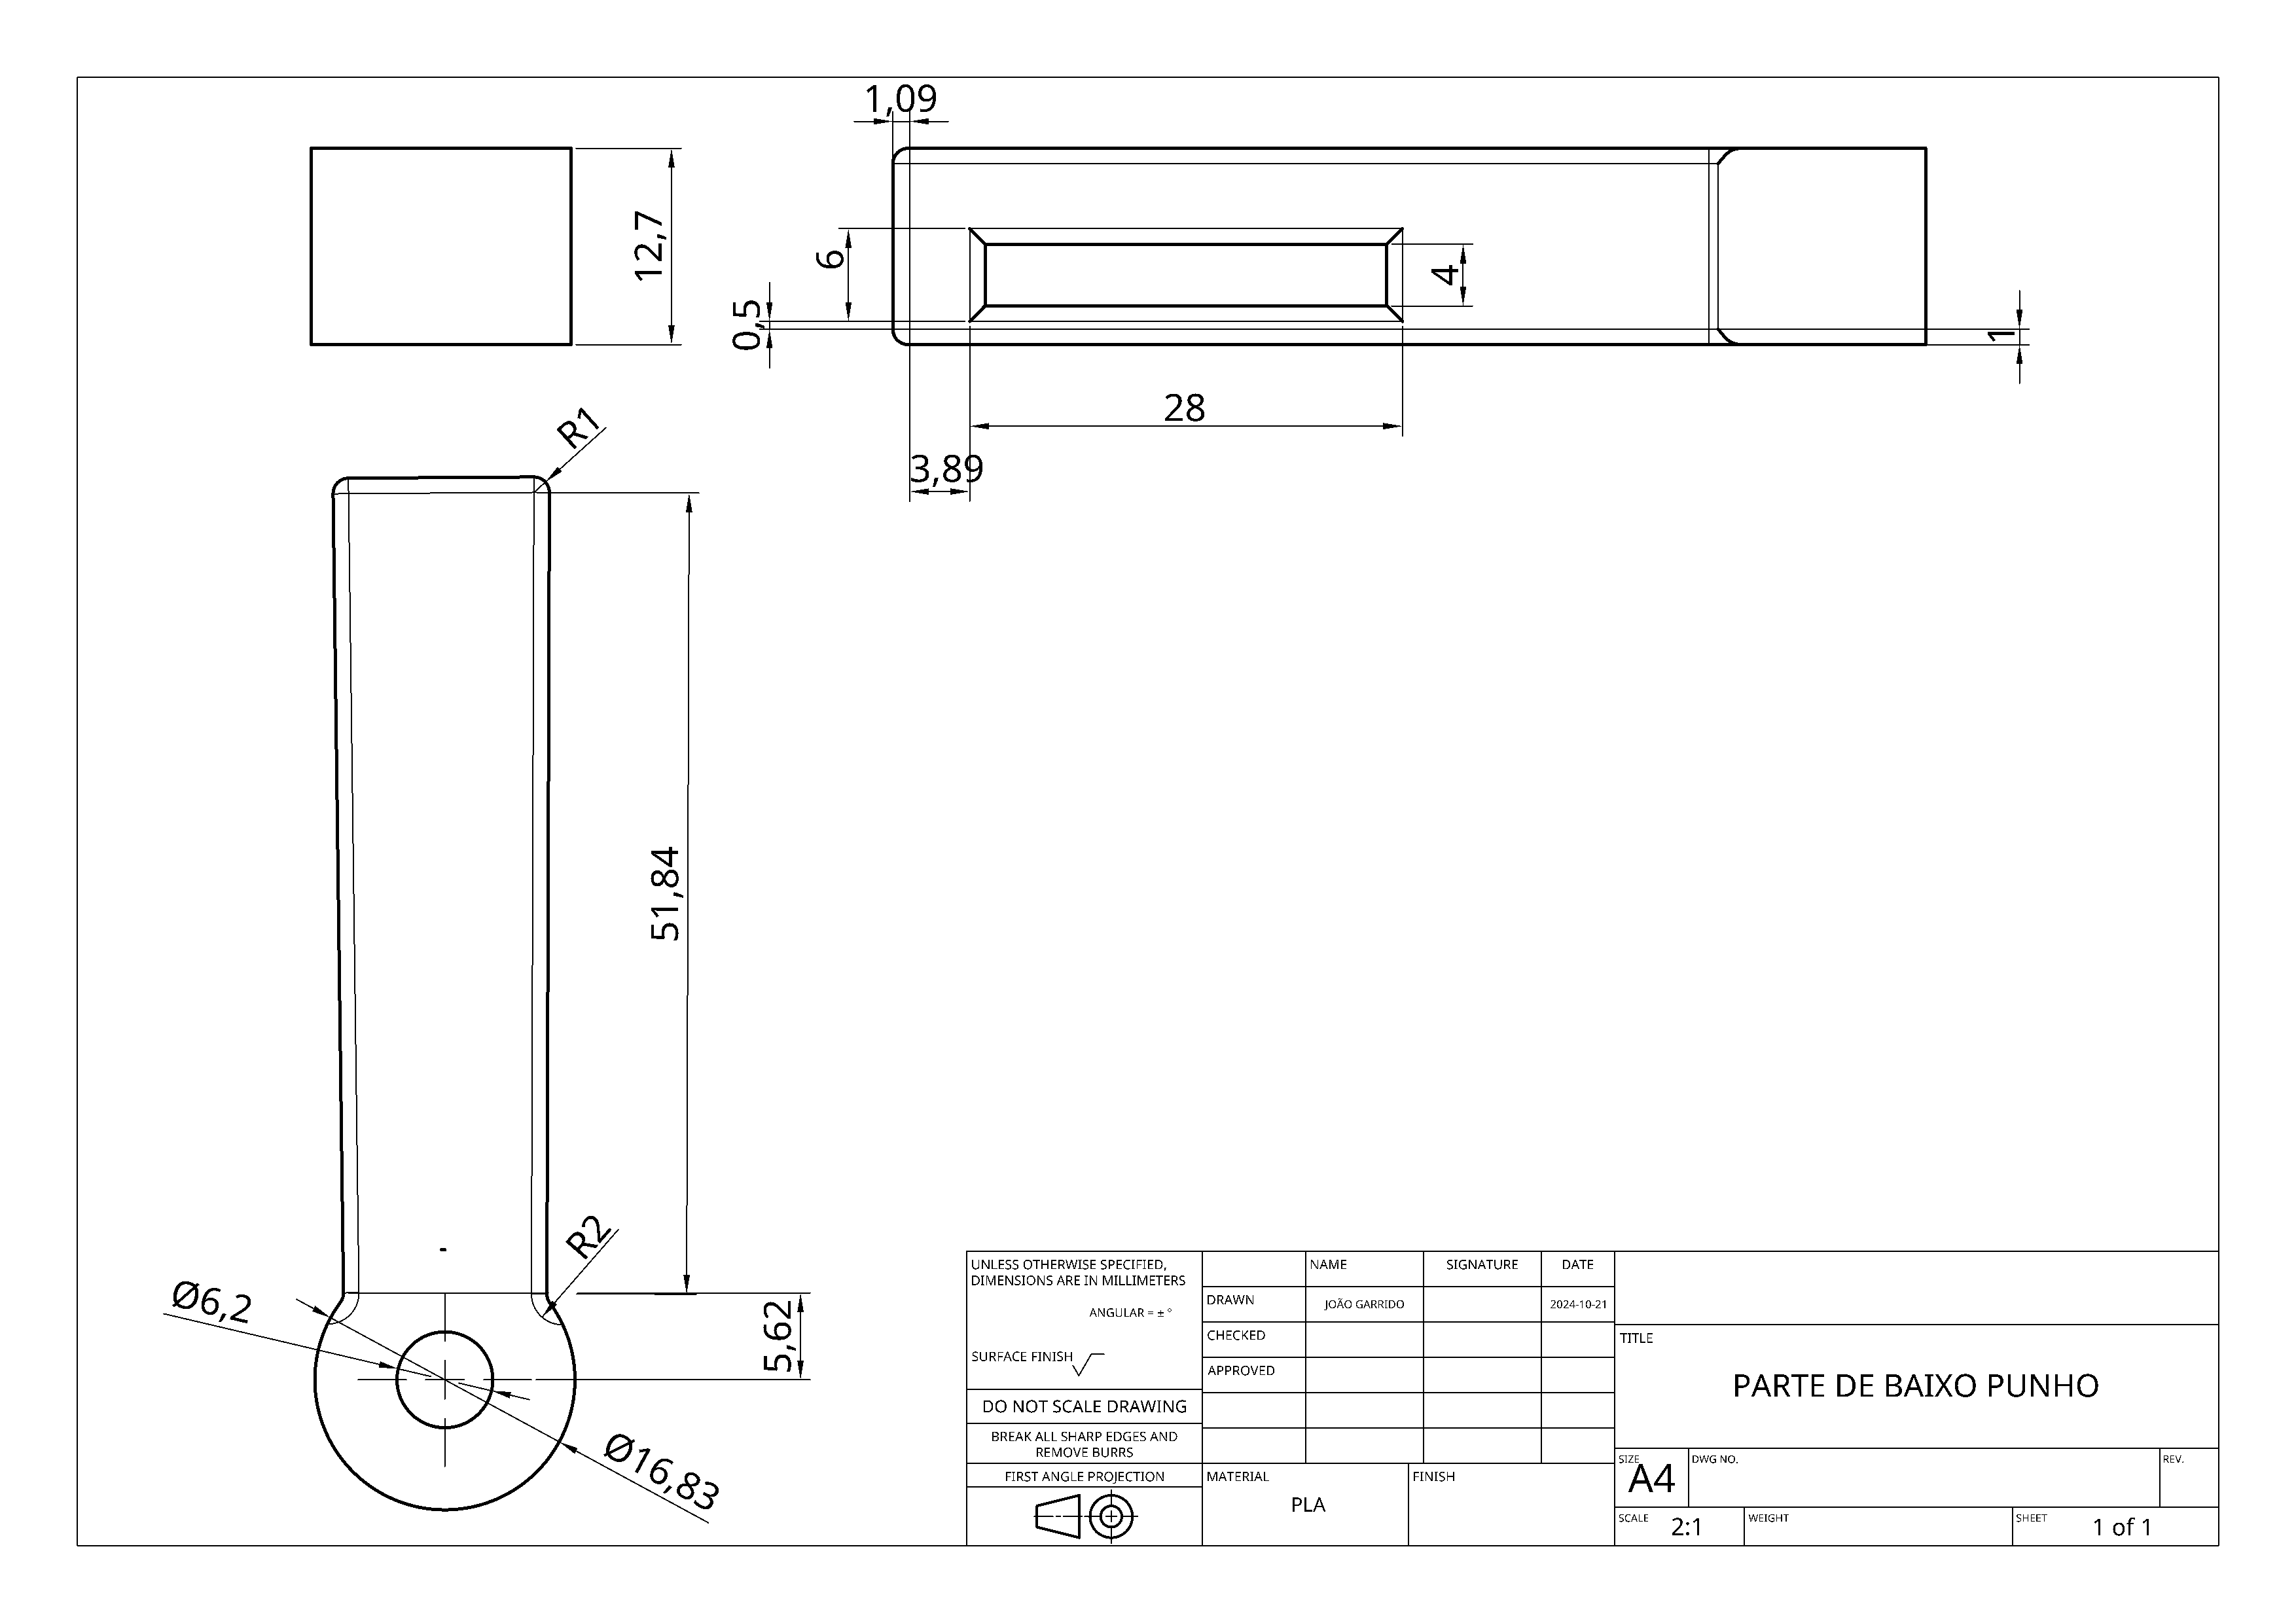 1,09
12,7
6
4
0,5
1
28
3,89
R1
51,84
R2
Ø6,2
5,62
Ø16,83
UNLESS OTHERWISE SPECIFIED,
DIMENSIONS ARE IN MILLIMETERS
ANGULAR = ± °
SURFACE FINISH
DO NOT SCALE DRAWING
BREAK ALL SHARP EDGES AND
REMOVE BURRS
FIRST ANGLE PROJECTION
NAME SIGNATURE DATE
DRAWN JOÃO GARRIDO 2024-10-21
CHECKED
APPROVED
MATERIAL
PLA
FINISH
TITLE
PARTE DE BAIXO PUNHO
SIZE
A4
DWG NO.
REV.
SCALE 2:1
WEIGHT
SHEET 1 of 1